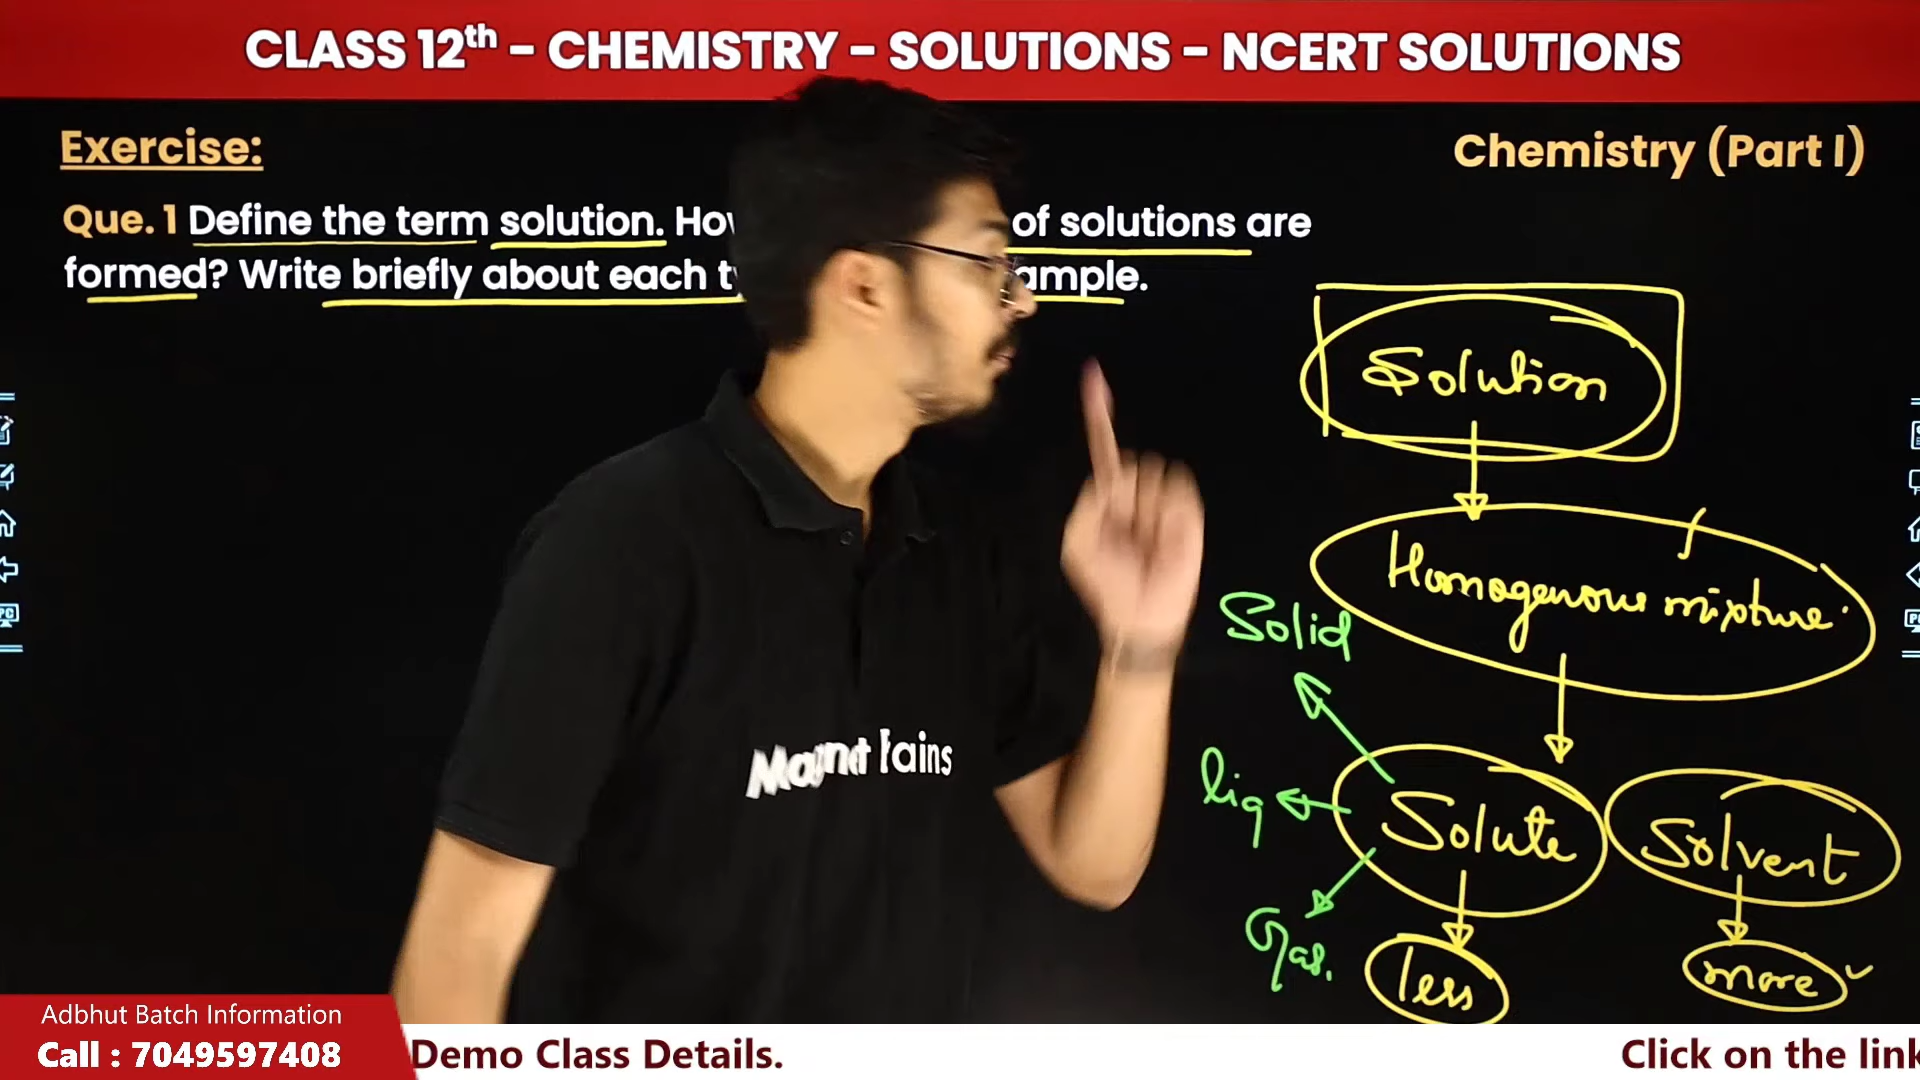 CLASS 12th - CHEMISTRY - SOLUTIONS - NCERT SOLUTIONS
Exercise:
Chemistry (Part I)
Que. 1 Define the term solution. How of solutions are
formed? Write briefly about each
Solution
Homogenous mixture.
Solid
liq
Gas.
Solute
Solvent
less
more
Magnet
Adbhut Batch Information
Call : 7049597408
Demo Class Details.
Click on the link